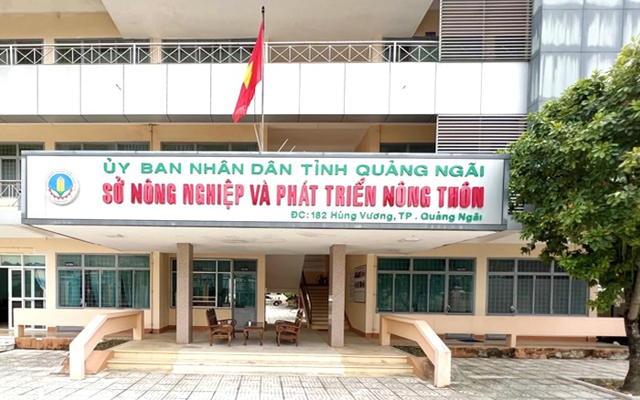 ỦY BAN NHÂN DÂN TỈNH QUẢNG NGÃI
SỞ NÔNG NGHIỆP VÀ PHÁT TRIỂN NÔNG THÔN
ĐC: 182 Hùng Vương, TP . Quảng Ngãi